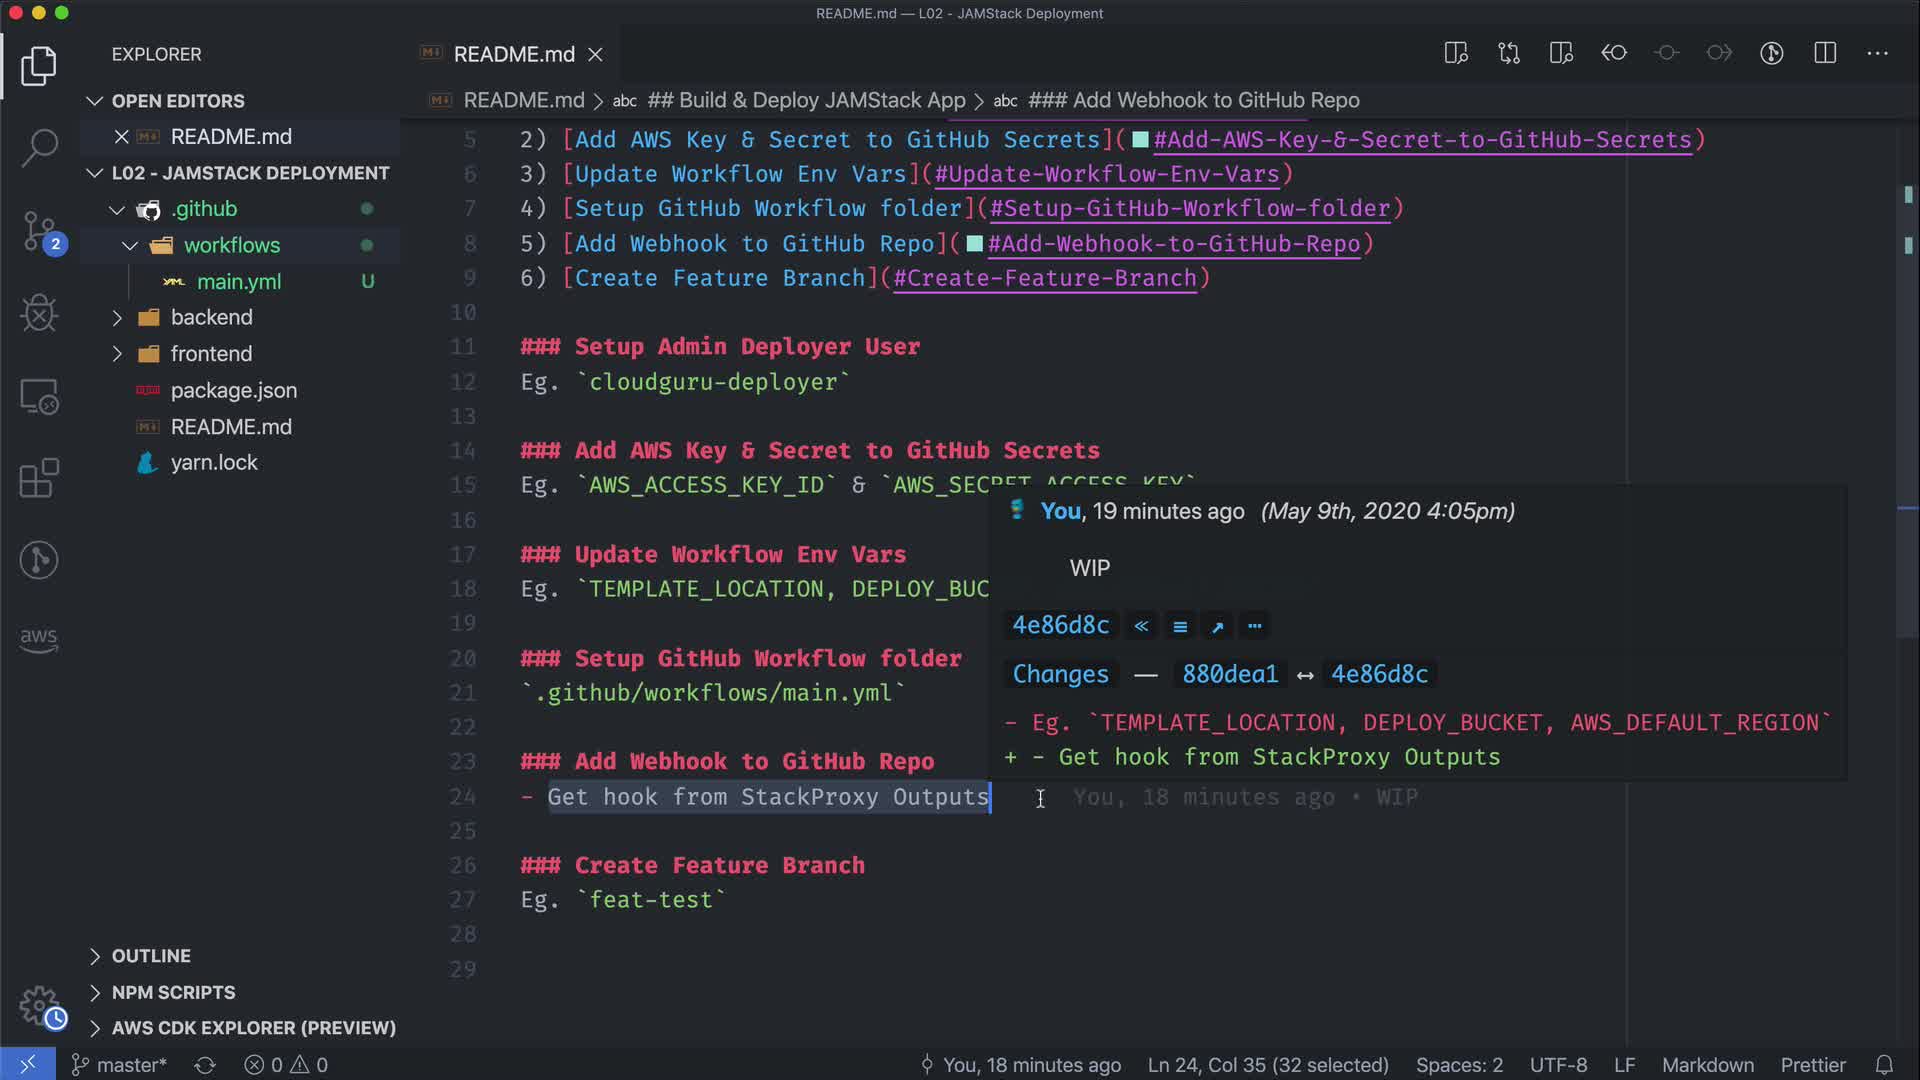 README.md — L02 - JAMStack Deployment
EXPLORER
OPEN EDITORS
README.md
L02 - JAMSTACK DEPLOYMENT
.github
workflows
main.yml U
backend
frontend
package.json
README.md
yarn.lock
2
aws
OUTLINE
NPM SCRIPTS
AWS CDK EXPLORER (PREVIEW)
README.md
README.md > abc ## Build & Deploy JAMStack App > abc ### Add Webhook to GitHub Repo
5 2) [Add AWS Key & Secret to GitHub Secrets](#Add-AWS-Key-&-Secret-to-GitHub-Secrets)
6 3) [Update Workflow Env Vars](#Update-Workflow-Env-Vars)
7 4) [Setup GitHub Workflow folder](#Setup-GitHub-Workflow-folder)
8 5) [Add Webhook to GitHub Repo](#Add-Webhook-to-GitHub-Repo)
9 6) [Create Feature Branch](#Create-Feature-Branch)
10
11 ### Setup Admin Deployer User
12 Eg. `cloudguru-deployer`
13
14 ### Add AWS Key & Secret to GitHub Secrets
15 Eg. `AWS_ACCESS_KEY_ID` & `AWS_SECRET_ACCESS_KEY`
16
17 ### Update Workflow Env Vars
18 Eg. `TEMPLATE_LOCATION, DEPLOY_BUC
19
20 ### Setup GitHub Workflow folder
21 `.github/workflows/main.yml`
22
23 ### Add Webhook to GitHub Repo
24 - Get hook from StackProxy Outputs You, 18 minutes ago • WIP
25
26 ### Create Feature Branch
27 Eg. `feat-test`
28
29
You, 19 minutes ago (May 9th, 2020 4:05pm)
WIP
4e86d8c
Changes — 880dea1 ↔ 4e86d8c
- Eg. `TEMPLATE_LOCATION, DEPLOY_BUCKET, AWS_DEFAULT_REGION`
+ - Get hook from StackProxy Outputs
master* 0 0 You, 18 minutes ago Ln 24, Col 35 (32 selected) Spaces: 2 UTF-8 LF Markdown Prettier